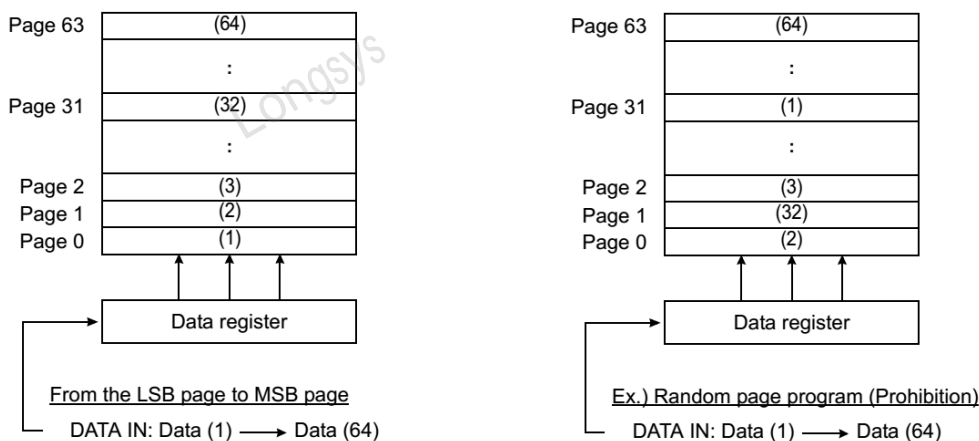 Page 63 (64)
:
Page 31 (32)
:
Page 2 (3)
Page 1 (2)
Page 0 (1)
Data register
From the LSB page to MSB page
DATA IN: Data (1) Data (64)
Longsys
Page 63 (64)
:
Page 31 (1)
:
Page 2 (3)
Page 1 (32)
Page 0 (2)
Data register
Ex.) Random page program (Prohibition)
DATA IN: Data (1) Data (64)